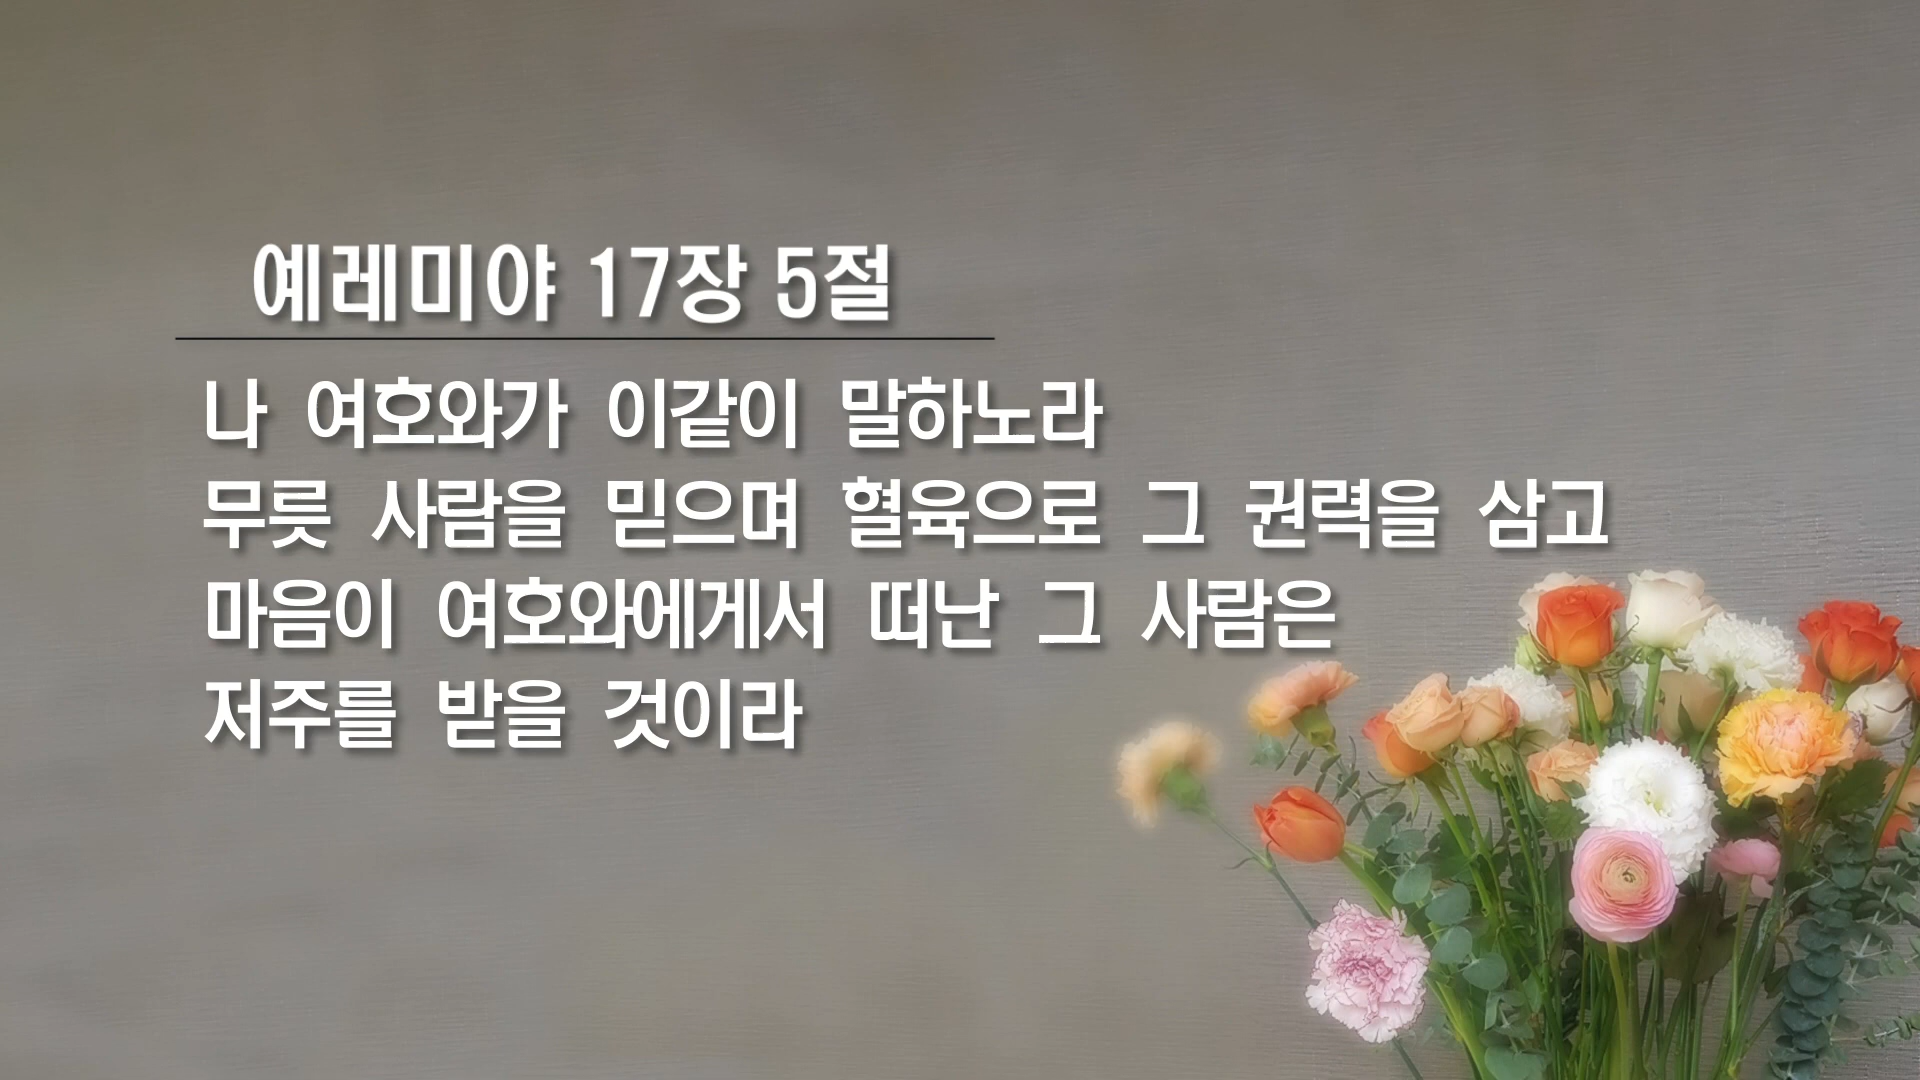 예레미야 17장 5절
나 여호와가 이같이 말하노라
무릇 사람을 믿으며 혈육으로 그 권력을 삼고
마음이 여호와에게서 떠난 그 사람은
저주를 받을 것이라